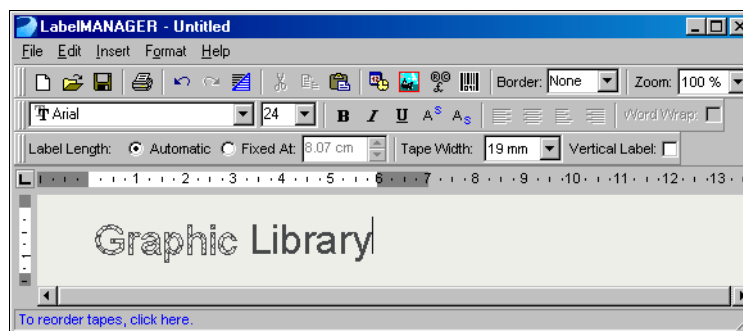 LabelMANAGER - Untitled
File Edit Insert Format Help
Border: None Zoom: 100 %
Arial 24 B I U A S A S Word Wrap:
Label Length: Automatic Fixed At: 8.07 cm Tape Width: 19 mm Vertical Label:
L 1 2 3 4 5 6 7 8 9 10 11 12 13
Graphic Library
To reorder tapes, click here.